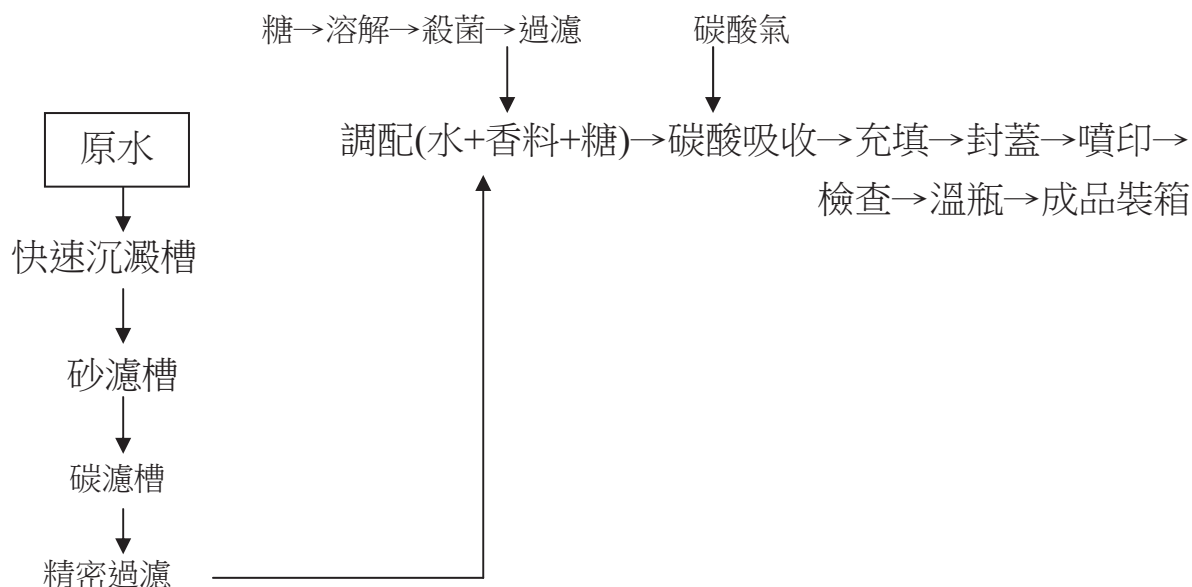 糖→溶解→殺菌→過濾
碳酸氣
原水
調配(水+香料+糖)→碳酸吸收→充填→封蓋→噴印→
檢查→溫瓶→成品裝箱
快速沉澱槽
砂濾槽
碳濾槽
精密過濾